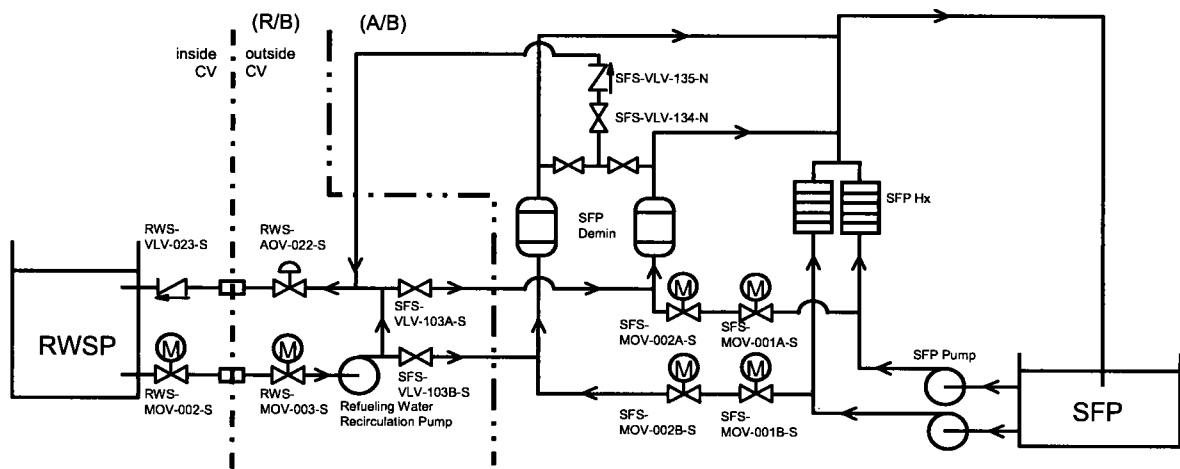 (R/B)
(A/B)
inside
CV
outside
CV
SFS-VLV-135-N
SFS-VLV-134-N
SFP
Demin
SFP Hx
RWS-
VLV-023-S
RWS-
AOV-022-S
SFS-
VLV-103A-S
M
M
SFS-
MOV-002A-S
SFS-
MOV-001A-S
RWSP
M
M
RWS-
MOV-002-S
RWS-
MOV-003-S
Refueling Water
Recirculation Pump
SFS-
VLV-103B-S
M
M
SFS-
MOV-002B-S
SFS-
MOV-001B-S
SFP Pump
SFP